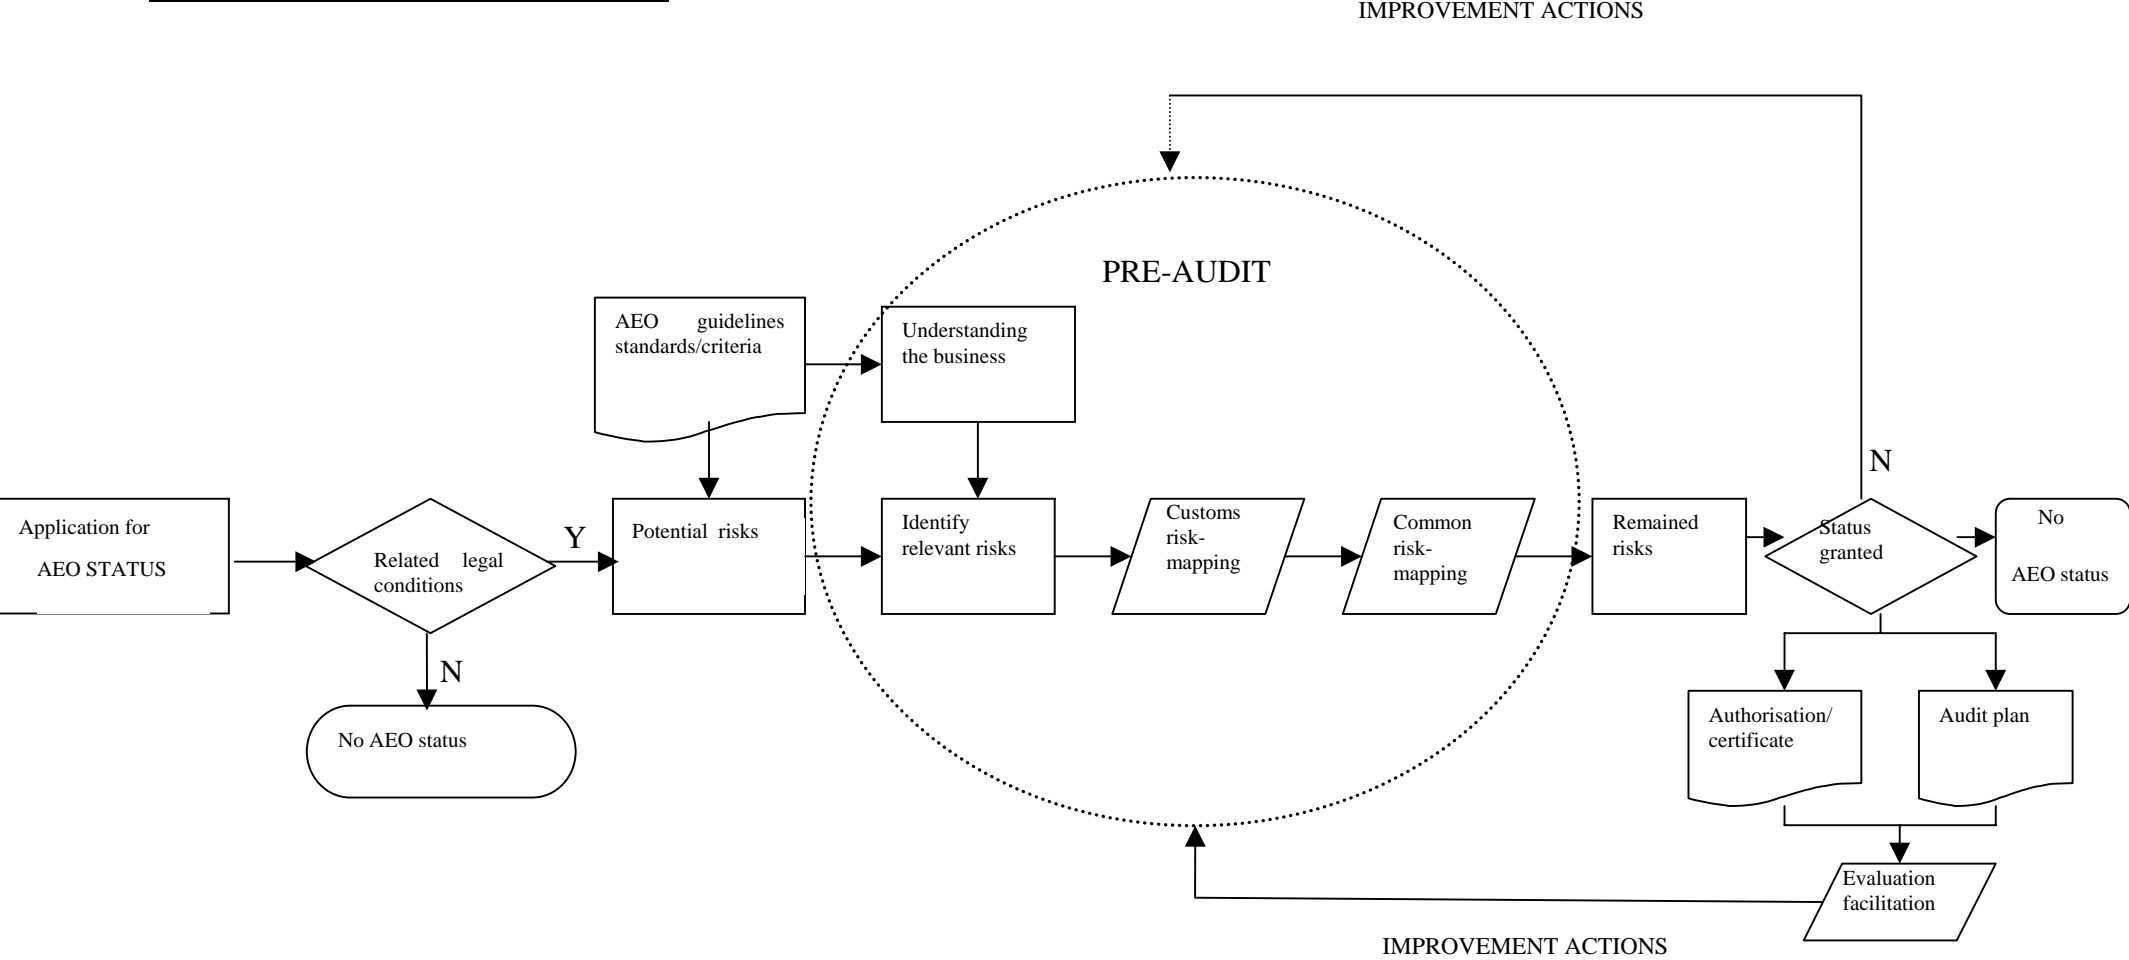 IMPROVEMENT ACTIONS
PRE-AUDIT
AEO guidelines
standards/criteria
Understanding
the business
N
Application for
AEO STATUS
Related legal
conditions
Y
Potential risks
Identify
relevant risks
Customs
risk-
mapping
Common
risk-
mapping
Remained
risks
Status
granted
No
AEO status
N
No AEO status
Authorisation/
certificate
Audit plan
Evaluation
facilitation
IMPROVEMENT ACTIONS